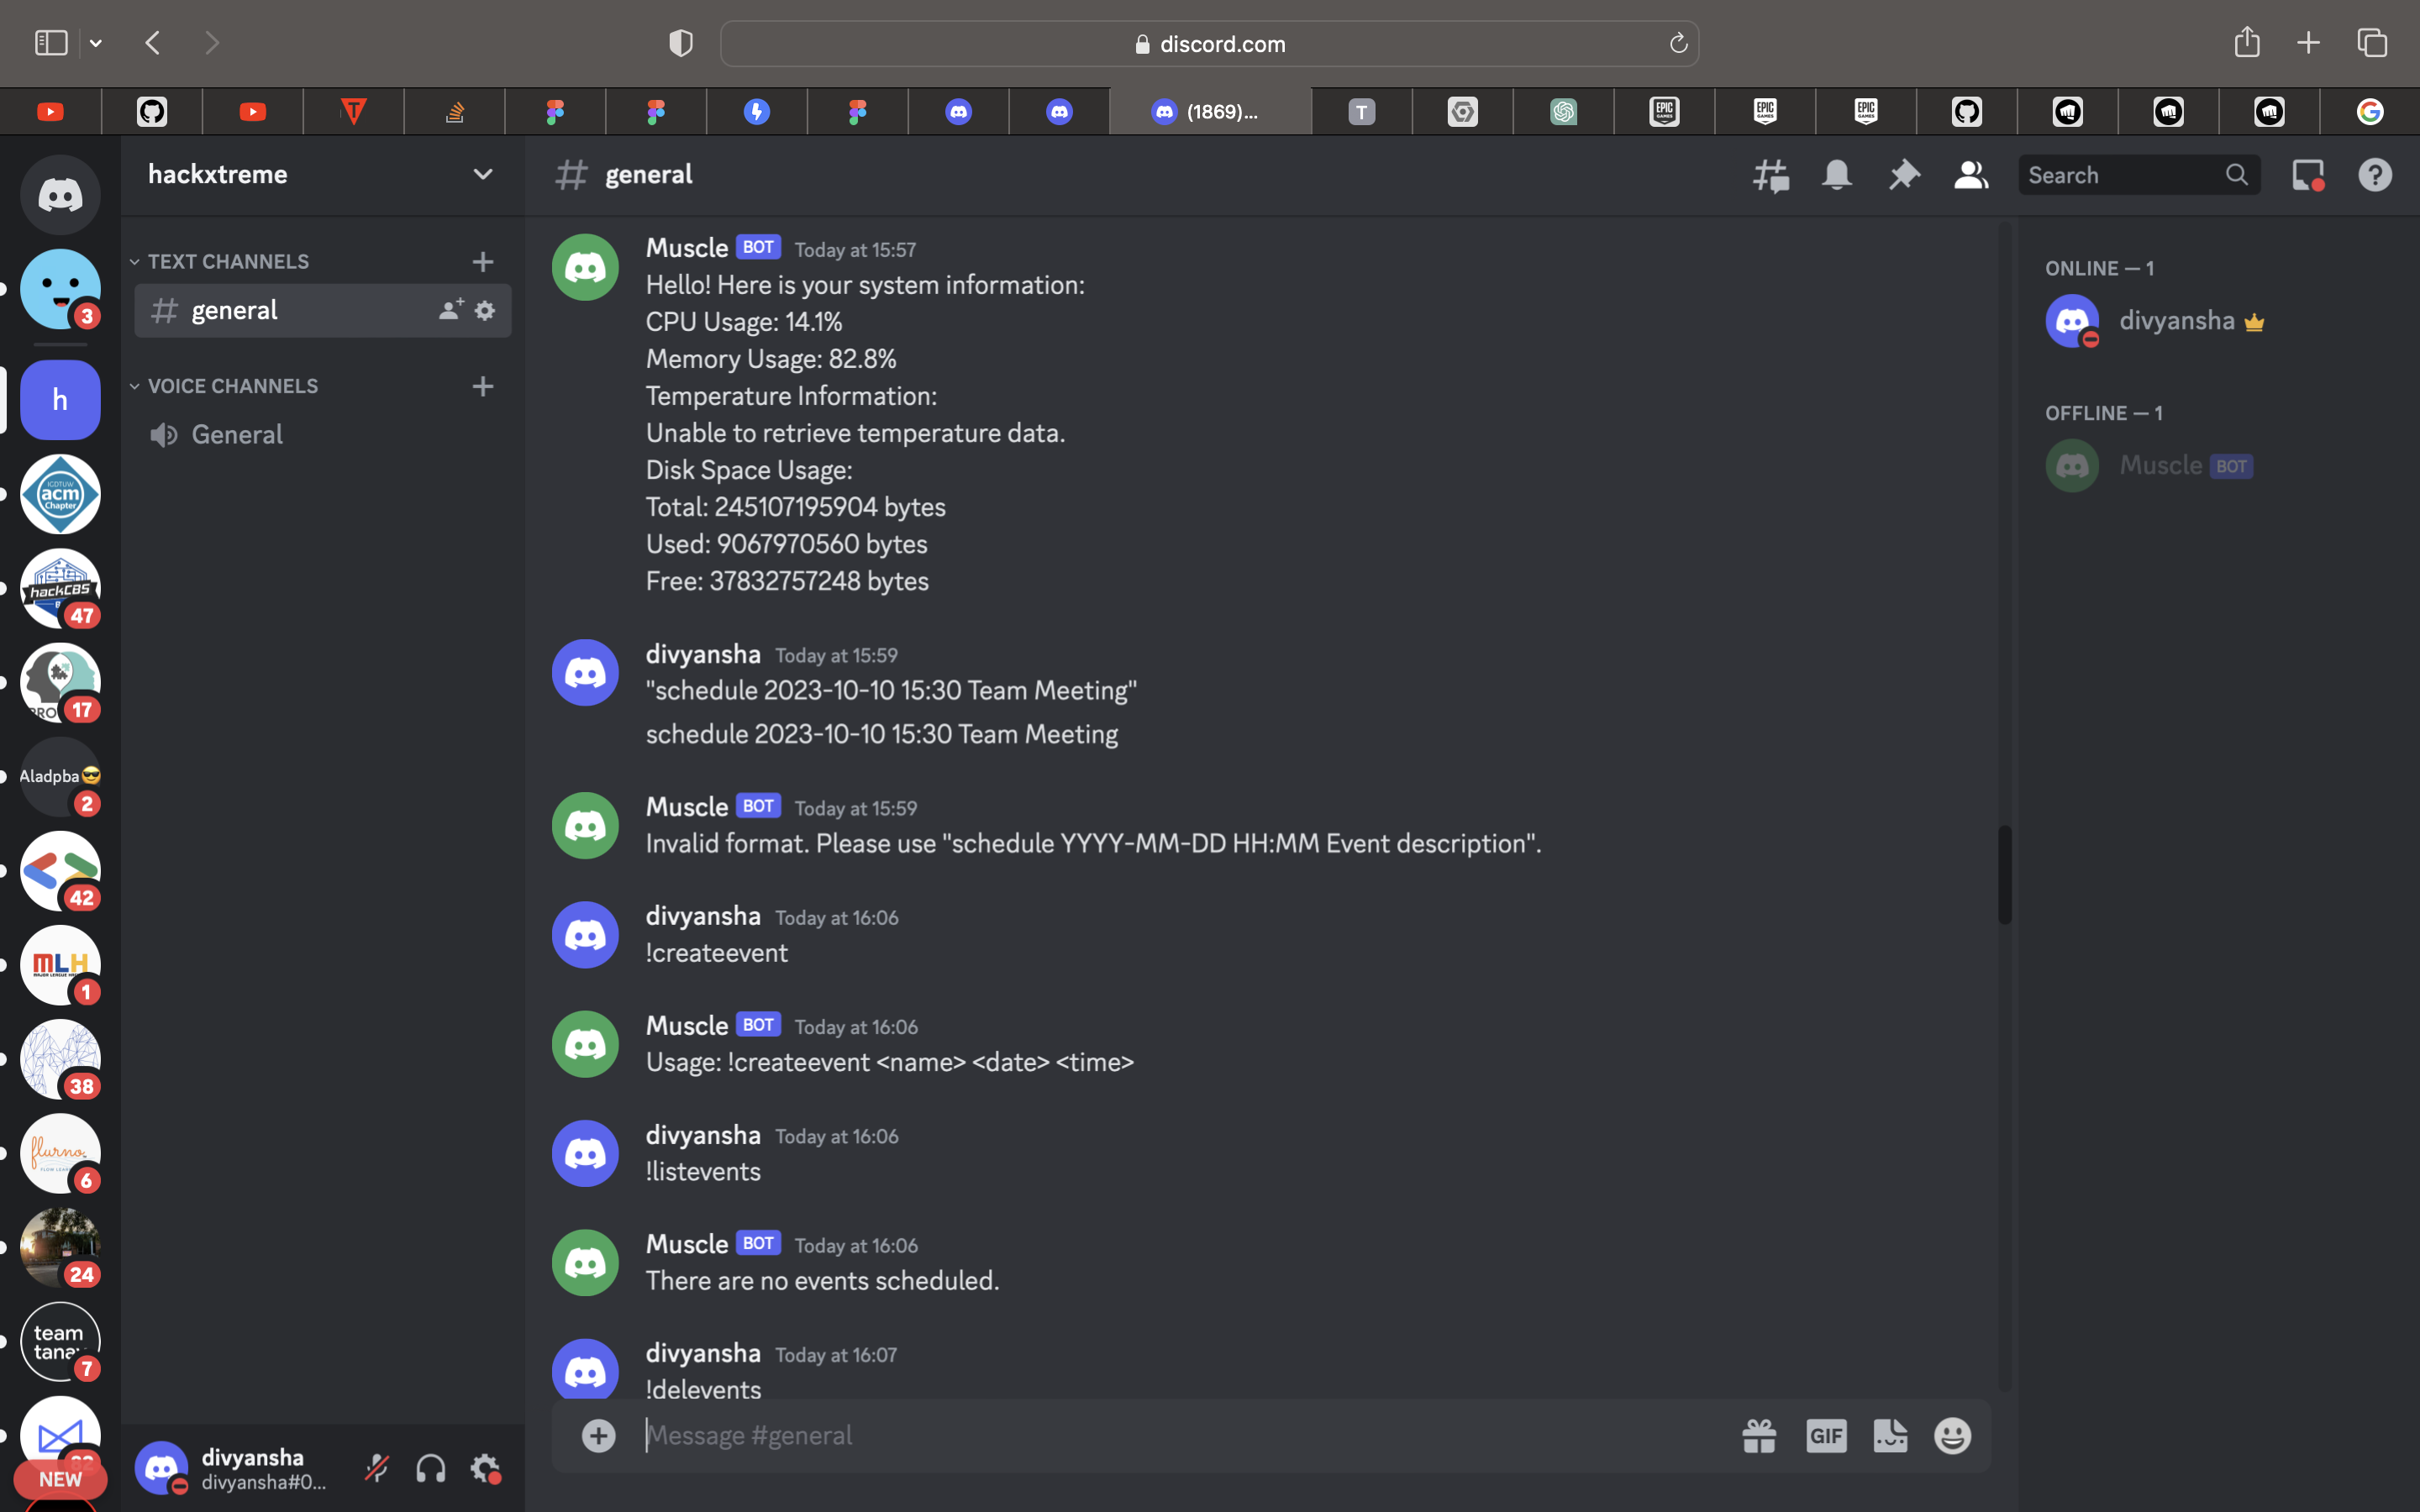 discord.com
(1869)...
T
T
EPIC GAMES
EPIC GAMES
EPIC GAMES
hackxtreme
# general
Search
3
h
IGDTUW
acm
Chapter
hackCBS
47
17
Aladpba😎
2
42
MLH
1
38
flurno
6
24
team
tana
7
82
NEW
TEXT CHANNELS
# general
VOICE CHANNELS
General
Muscle BOT Today at 15:57
Hello! Here is your system information:
CPU Usage: 14.1%
Memory Usage: 82.8%
Temperature Information:
Unable to retrieve temperature data.
Disk Space Usage:
Total: 245107195904 bytes
Used: 9067970560 bytes
Free: 37832757248 bytes
divyansha Today at 15:59
"schedule 2023-10-10 15:30 Team Meeting"
schedule 2023-10-10 15:30 Team Meeting
Muscle BOT Today at 15:59
Invalid format. Please use "schedule YYYY-MM-DD HH:MM Event description".
divyansha Today at 16:06
!createevent
Muscle BOT Today at 16:06
Usage: !createevent <name> <date> <time>
divyansha Today at 16:06
!listevents
Muscle BOT Today at 16:06
There are no events scheduled.
divyansha Today at 16:07
!delevents
Message #general
GIF
ONLINE — 1
divyansha
OFFLINE — 1
Muscle BOT
divyansha
divyansha#0...